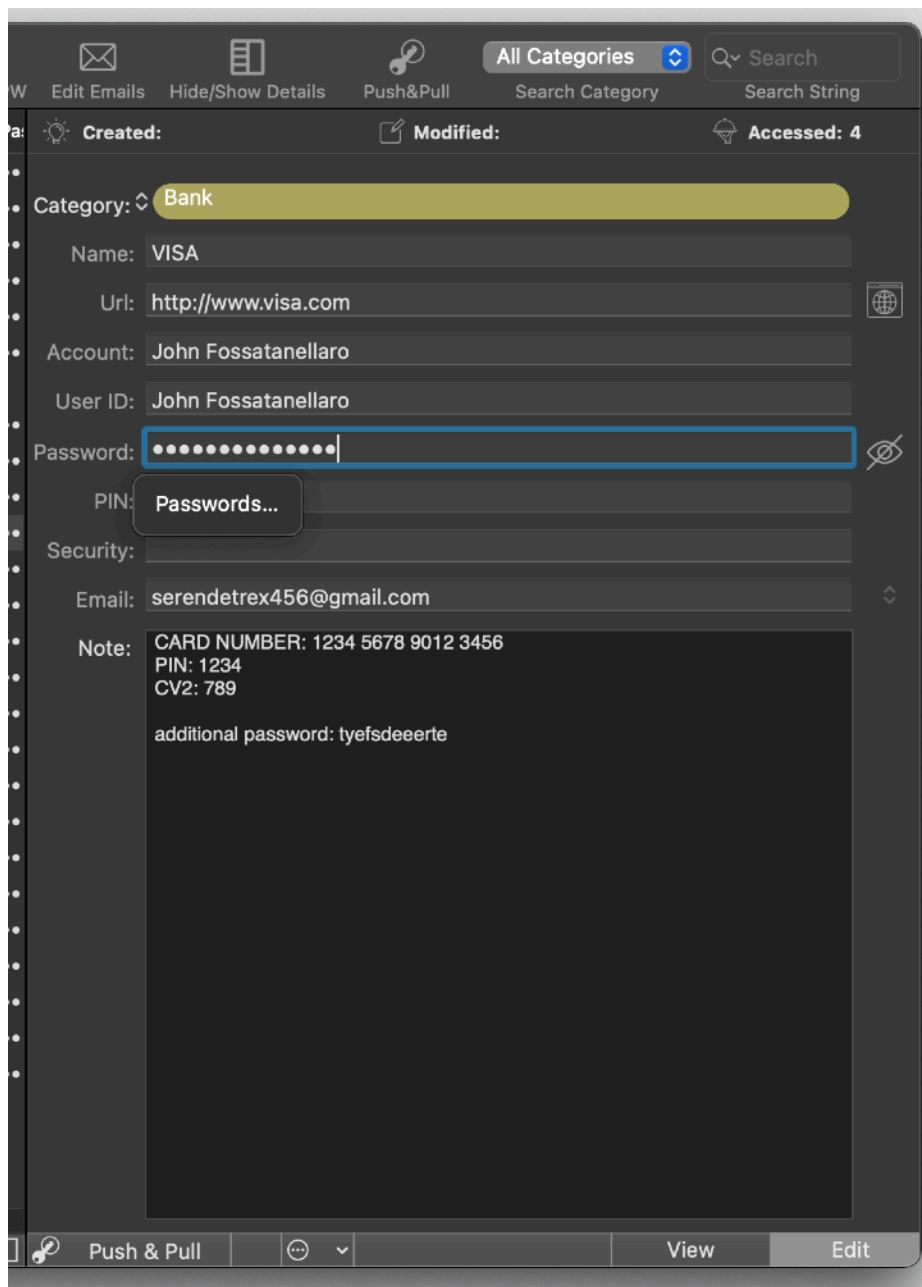 All Categories
Search
W Edit Emails Hide/Show Details Push&Pull Search Category Search String
Created: Modified: Accessed: 4
Category: Bank
Name: VISA
Url: http://www.visa.com
Account: John Fossatanellaro
User ID: John Fossatanellaro
Password: ••••••••••••••
PIN:
Passwords...
Security:
Email: serendetrex456@gmail.com
Note: CARD NUMBER: 1234 5678 9012 3456
PIN: 1234
CV2: 789
additional password: tyefsdeeerte
Push & Pull View Edit